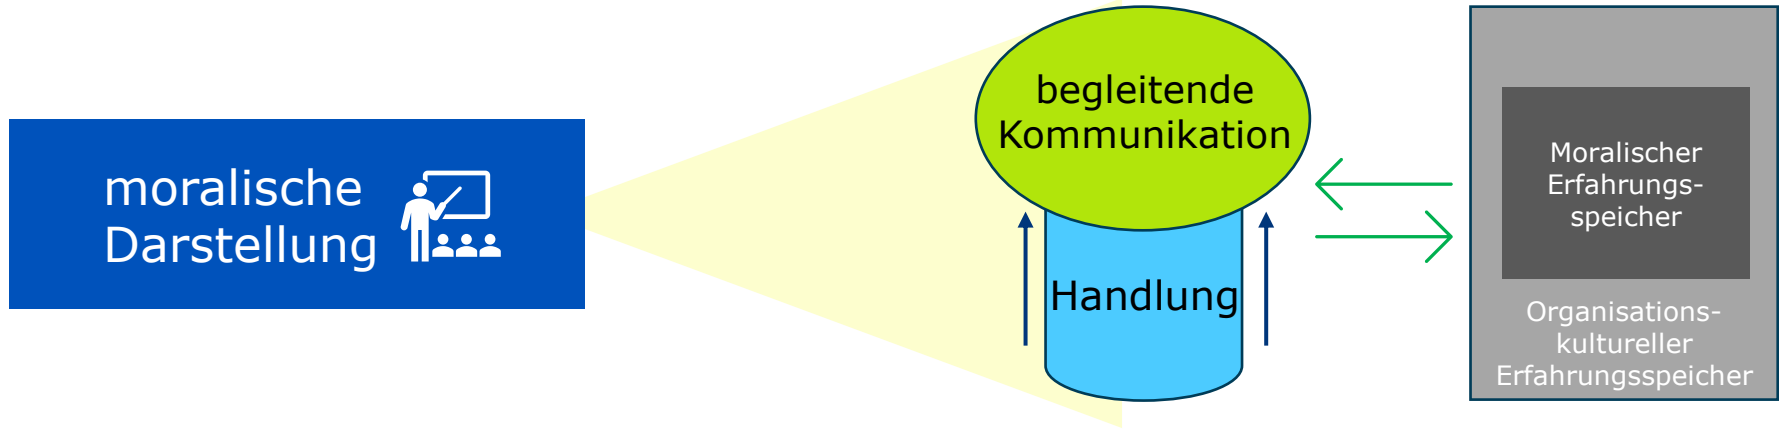 moralische
Darstellung
begleitende
Kommunikation
Handlung
Moralischer
Erfahrungs-
speicher
Organisations-
kultureller
Erfahrungsspeicher